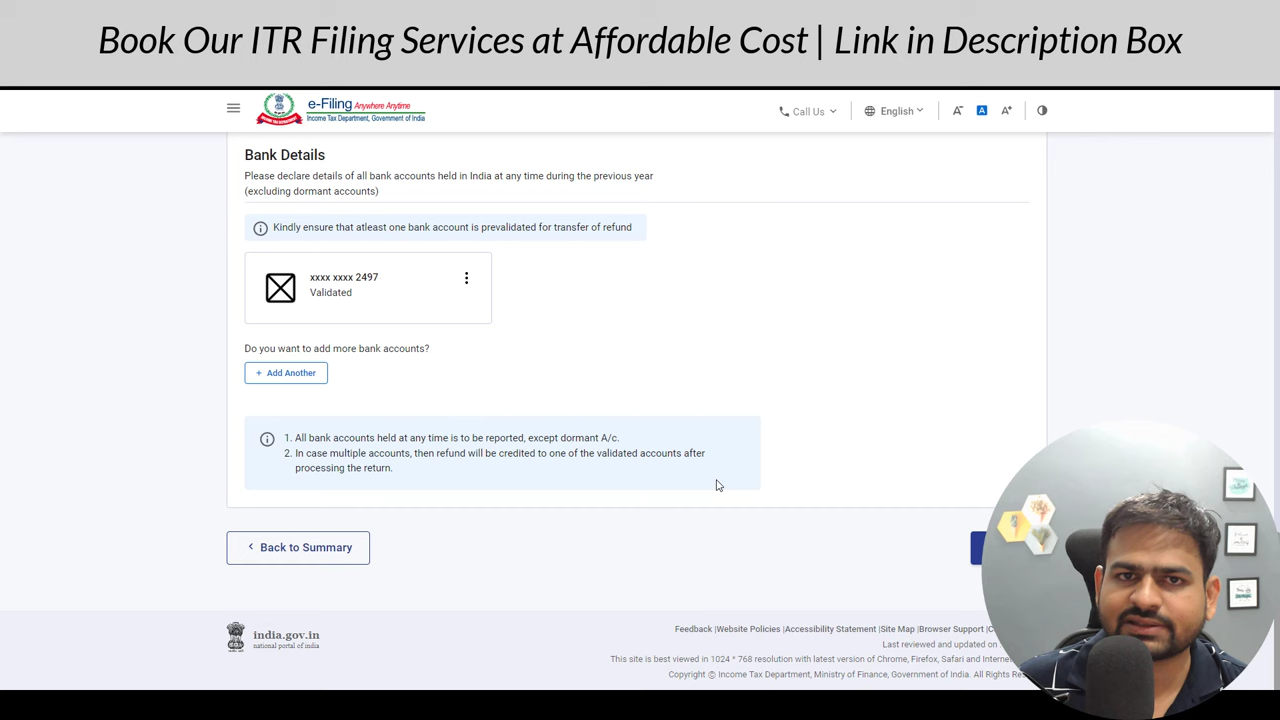 Book Our ITR Filing Services at Affordable Cost | Link in Description Box
e-Filing Anywhere Anytime
Income Tax Department, Government of India
Call Us
English
A-
A
A+
Bank Details
Please declare details of all bank accounts held in India at any time during the previous year
(excluding dormant accounts)
Kindly ensure that atleast one bank account is prevalidated for transfer of refund
xxxx xxxx 2497
Validated
Do you want to add more bank accounts?
+ Add Another
1. All bank accounts held at any time is to be reported, except dormant A/c.
2. In case multiple accounts, then refund will be credited to one of the validated accounts after
processing the return.
Back to Summary
india.gov.in
national portal of india
Feedback |Website Policies |Accessibility Statement |Site Map |Browser Support |
Last reviewed and updated on
This site is best viewed in 1024 * 768 resolution with latest version of Chrome, Firefox, Safari and
Copyright © Income Tax Department, Ministry of Finance, Government of India. All Rights